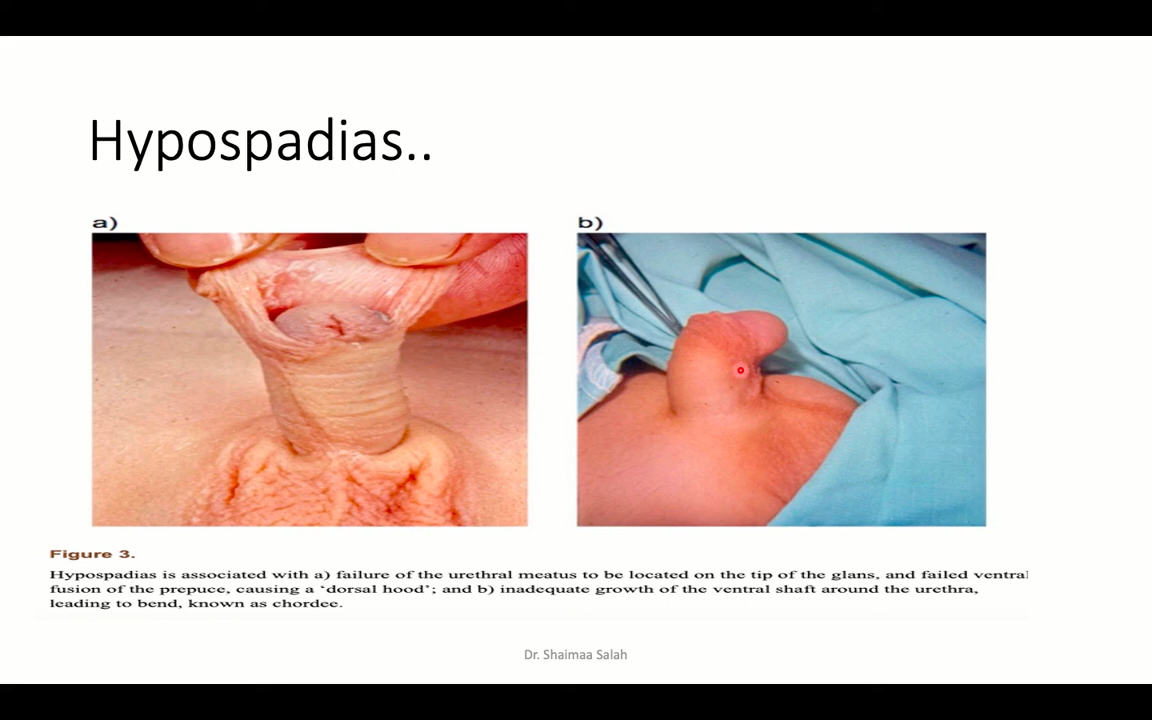 Hypospadias..
a)
b)
Figure 3.
Hypospadias is associated with a) failure of the urethral meatus to be located on the tip of the glans, and failed ventral
fusion of the prepuce, causing a ‘dorsal hood’; and b) inadequate growth of the ventral shaft around the urethra,
leading to bend, known as chordee.
Dr. Shaimaa Salah